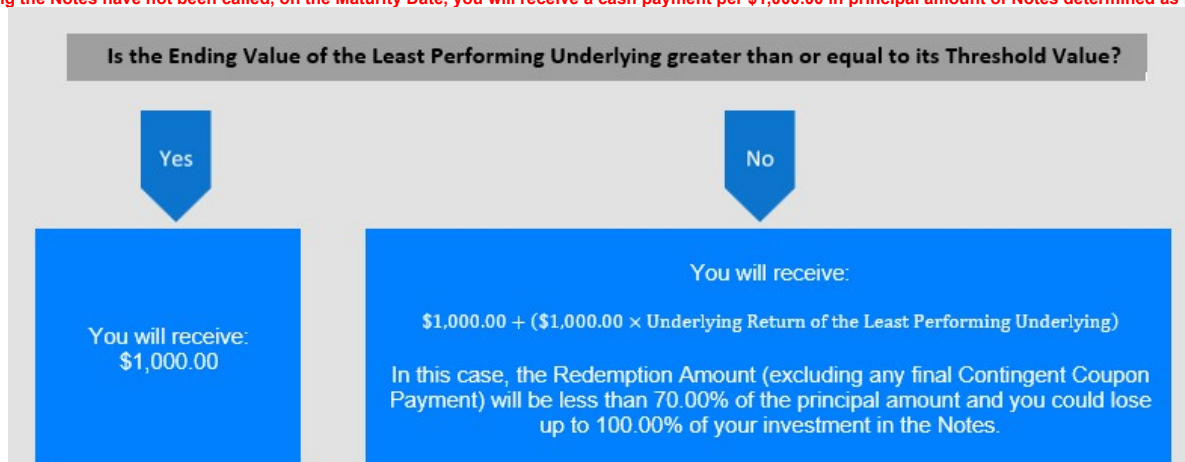 g the Notes have not been called, on the Maturity Date, you will receive a cash payment per $1,000.00 in principal amount of Notes determined as
Is the Ending Value of the Least Performing Underlying greater than or equal to its Threshold Value?
Yes
No
You will receive:
$1,000.00
You will receive:
$1,000.00 + ($1,000.00 × Underlying Return of the Least Performing Underlying)
In this case, the Redemption Amount (excluding any final Contingent Coupon
Payment) will be less than 70.00% of the principal amount and you could lose
up to 100.00% of your investment in the Notes.